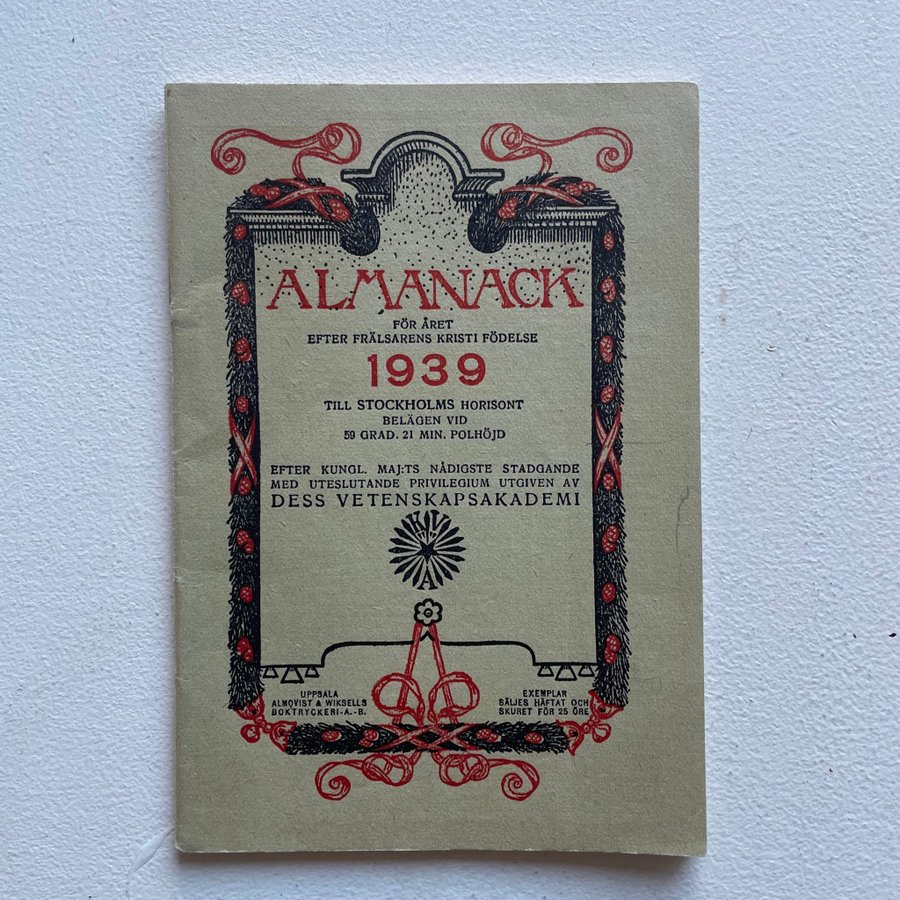 ALMANACK
FÖR ÅRET
EFTER FRÄLSARENS KRISTI FÖDELSE
1939
TILL STOCKHOLMS HORISONT
BELÄGEN VID
59 GRAD. 21 MIN. POLHÖJD
EFTER KUNGL. MAJ:TS NÅDIGSTE STADGANDE
MED UTESLUTANDE PRIVILEGIUM UTGIVEN AV
DESS VETENSKAPSAKADEMI
K V
A
UPPSALA
ALMQVIST & WIKSELLS
BOKTRYCKERI-A.-B.
EXEMPLAR
SÄLJES HÄFTAT OCH
SKURET FÖR 25 ÖRE